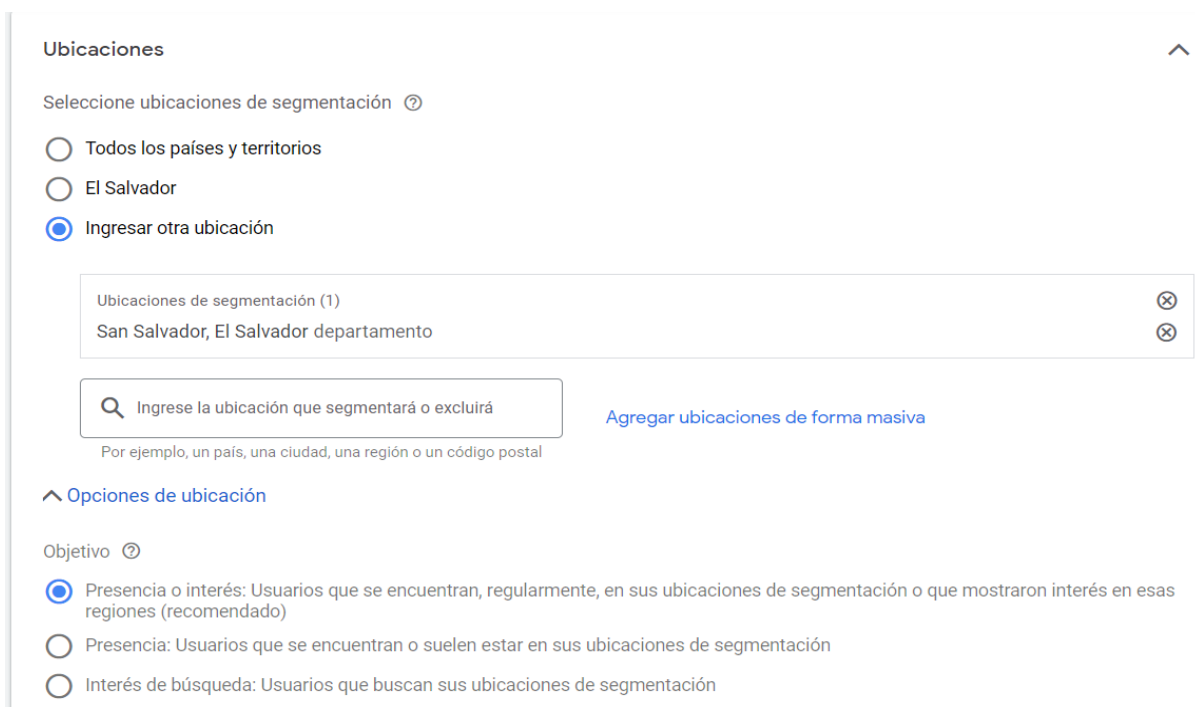 Ubicaciones
Seleccione ubicaciones de segmentación
Todos los países y territorios
El Salvador
Ingresar otra ubicación
Ubicaciones de segmentación (1)
San Salvador, El Salvador departamento
Ingrese la ubicación que segmentará o excluirá
Agregar ubicaciones de forma masiva
Por ejemplo, un país, una ciudad, una región o un código postal
Opciones de ubicación
Objetivo
Presencia o interés: Usuarios que se encuentran, regularmente, en sus ubicaciones de segmentación o que mostraron interés en esas
regiones (recomendado)
Presencia: Usuarios que se encuentran o suelen estar en sus ubicaciones de segmentación
Interés de búsqueda: Usuarios que buscan sus ubicaciones de segmentación